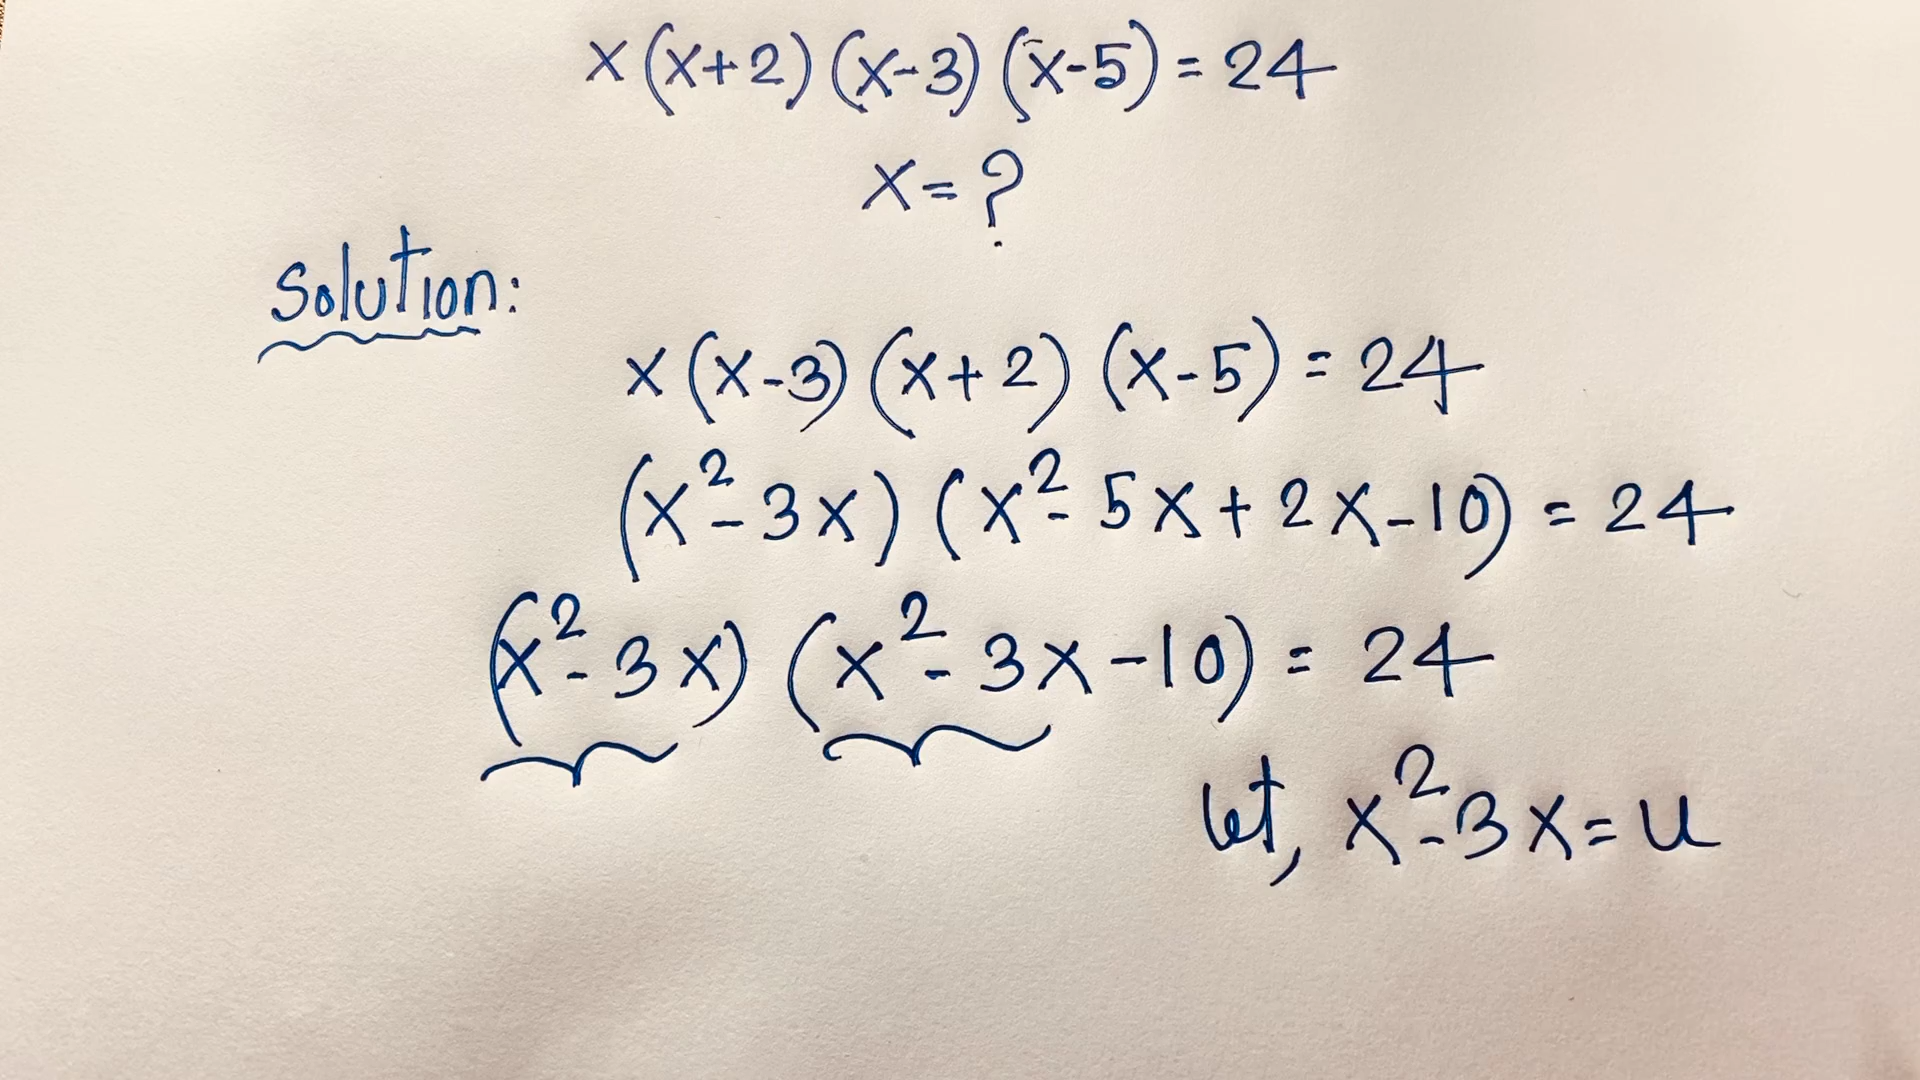 x(x+2)(x-3)(x-5)=24
x=?
Solution:
x(x-3)(x+2)(x-5)=24
(x²-3x)(x²-5x+2x-10)=24
(x²-3x)(x²-3x-10)=24
let, x²-3x=u